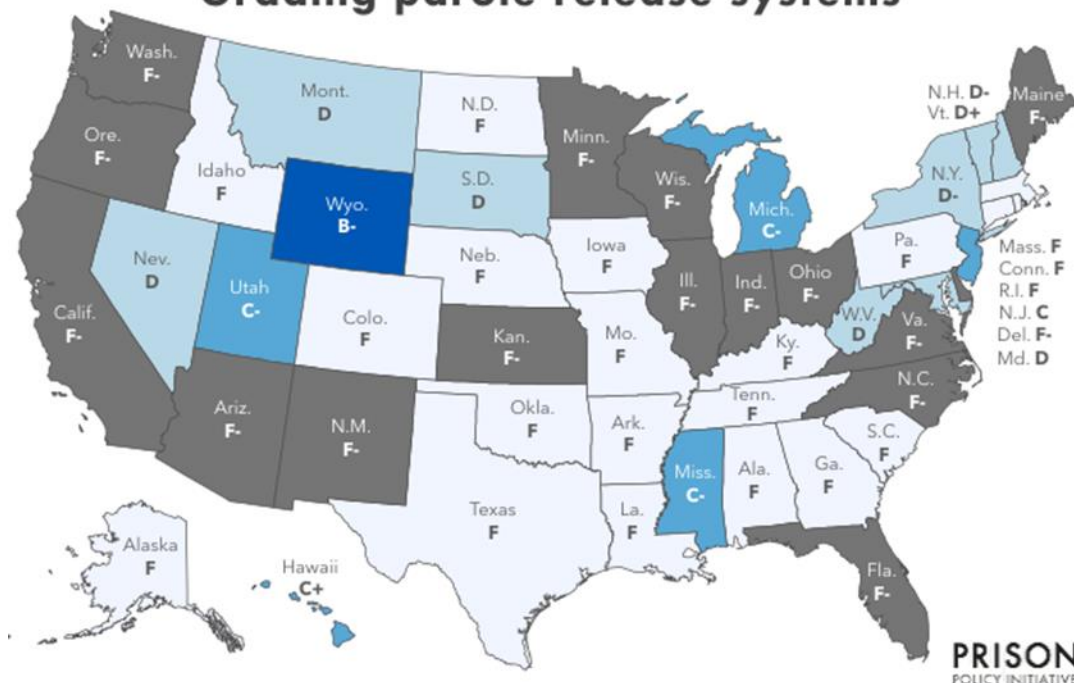 Grading parole release systems
Wash.
F-
Mont.
D
N.D.
F
Minn.
F-
N.H. D-
Vt. D+
Maine
F-
Ore.
F-
Idaho
F
Wyo.
B-
S.D.
D
Wis.
F-
Mich.
C-
N.Y.
D-
Nev.
D
Utah
C-
Neb.
F
Iowa
F
Ill.
F-
Ind.
F-
Ohio
F-
Pa.
F
Mass. F
Conn. F
R.I. F
N.J. C
Del. F-
Md. D
Calif.
F-
Colo.
F
Kan.
F-
Mo.
F
Ky.
F
W.V.
D
Va.
F-
Ariz.
F-
N.M.
F-
Okla.
F
Ark.
F
Tenn.
F
N.C.
F-
S.C.
F
Texas
F
La.
F
Miss.
C-
Ala.
F
Ga.
F
Fla.
F-
Alaska
F
Hawaii
C+
PRISON
POLICY INITIATIVE